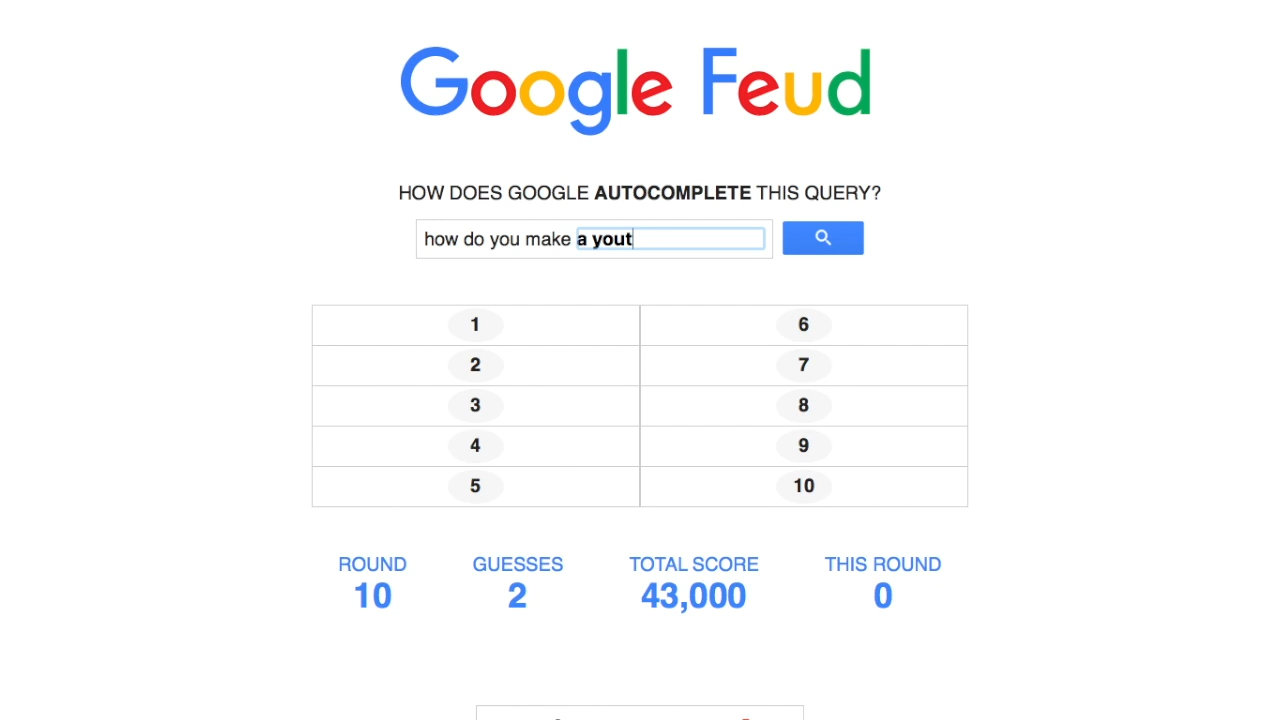 Google Feud
HOW DOES GOOGLE AUTOCOMPLETE THIS QUERY?
how do you make a yout
1 6
2 7
3 8
4 9
5 10
ROUND GUESSES TOTAL SCORE THIS ROUND
10 2 43,000 0